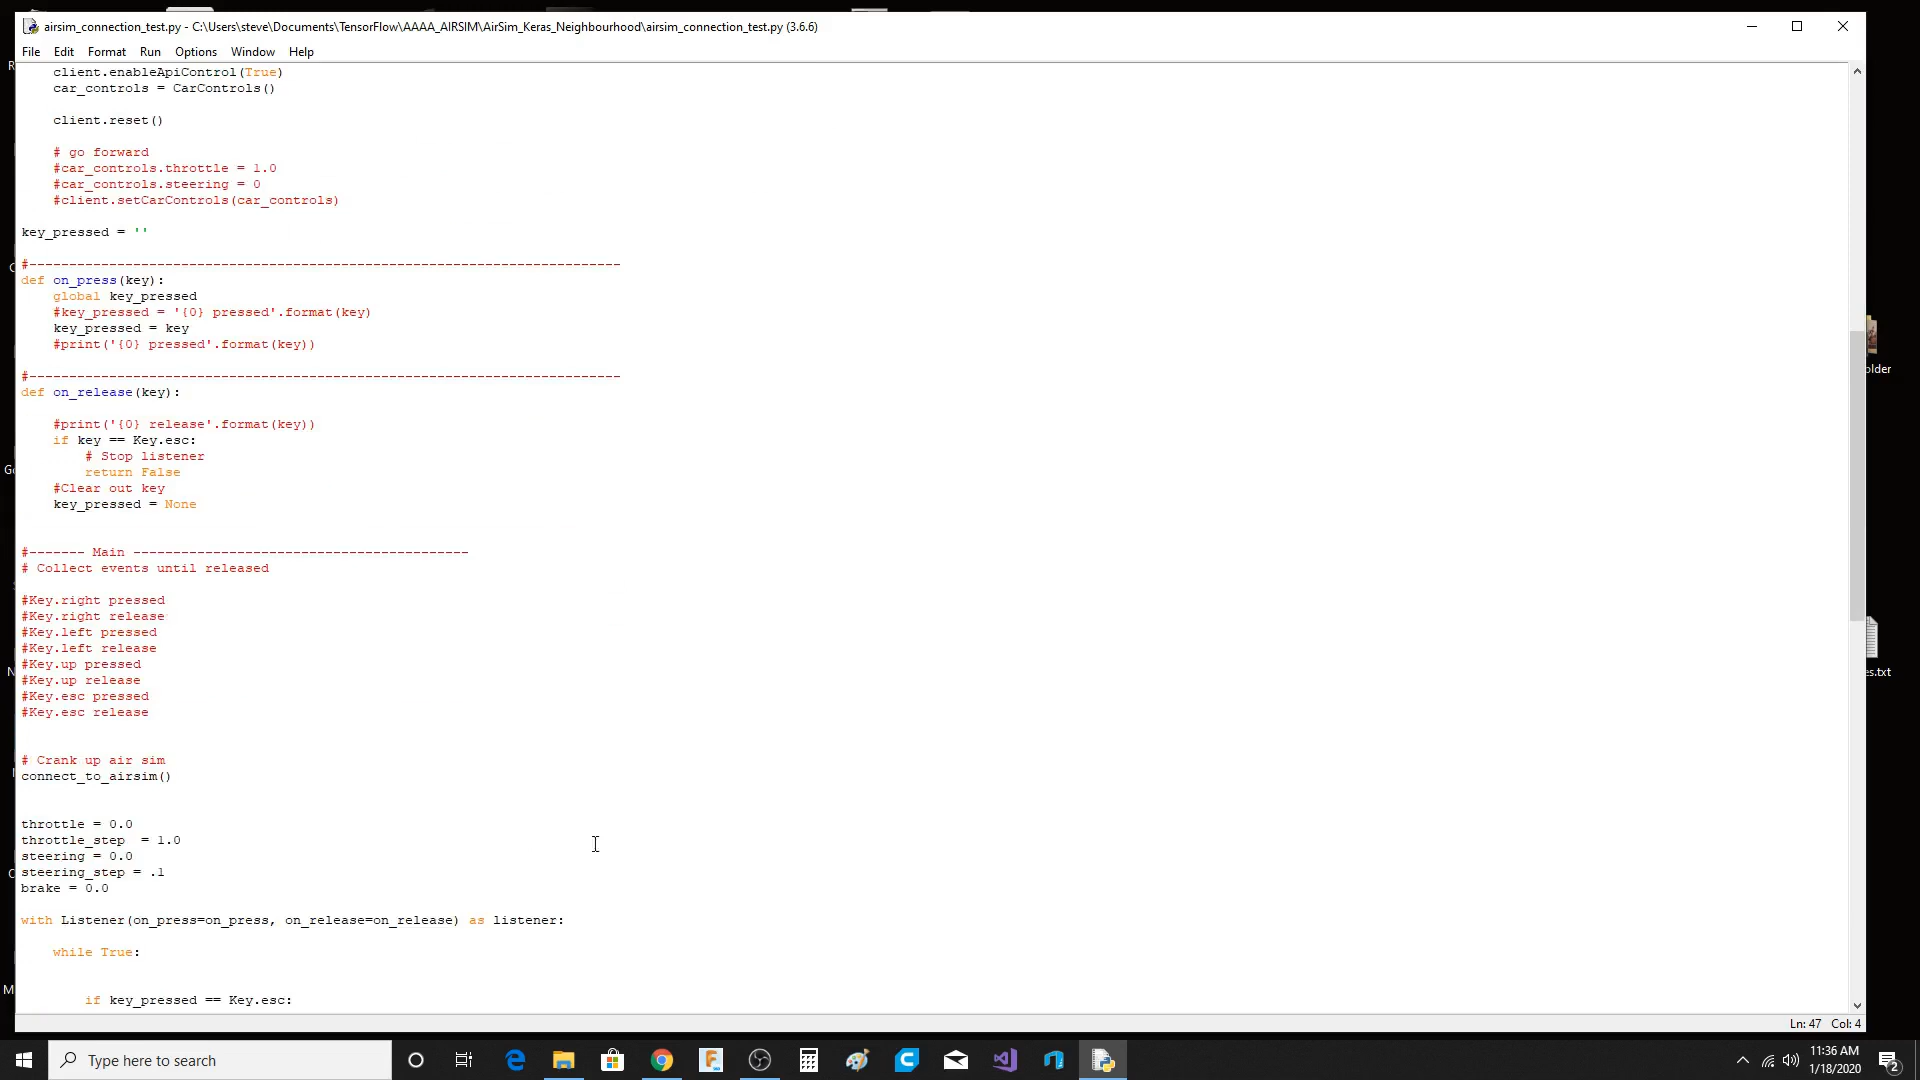 airsim_connection_test.py - C:\Users\steve\Documents\TensorFlow\AAAA_AIRSIM\AirSim_Keras_Neighbourhood\airsim_connection_test.py (3.6.6)
File Edit Format Run Options Window Help
client.enableApiControl(True)
car_controls = CarControls()
client.reset()
# go forward
#car_controls.throttle = 1.0
#car_controls.steering = 0
#client.setCarControls(car_controls)
key_pressed = ''
#--------------------------------------------------------------------------
def on_press(key):
global key_pressed
#key_pressed = '{0} pressed'.format(key)
key_pressed = key
#print('{0} pressed'.format(key))
#--------------------------------------------------------------------------
def on_release(key):
#print('{0} release'.format(key))
if key == Key.esc:
# Stop listener
return False
#Clear out key
key_pressed = None
#------- Main ------------------------------------------
# Collect events until released
#Key.right pressed
#Key.right release
#Key.left pressed
#Key.left release
#Key.up pressed
#Key.up release
#Key.esc pressed
#Key.esc release
# Crank up air sim
connect_to_airsim()
throttle = 0.0
throttle_step  = 1.0
steering = 0.0
steering_step = .1
brake = 0.0
with Listener(on_press=on_press, on_release=on_release) as listener:
while True:
if key_pressed == Key.esc:
Ln: 47 Col: 4
older
es.txt
Type here to search
11:36 AM
1/18/2020
2